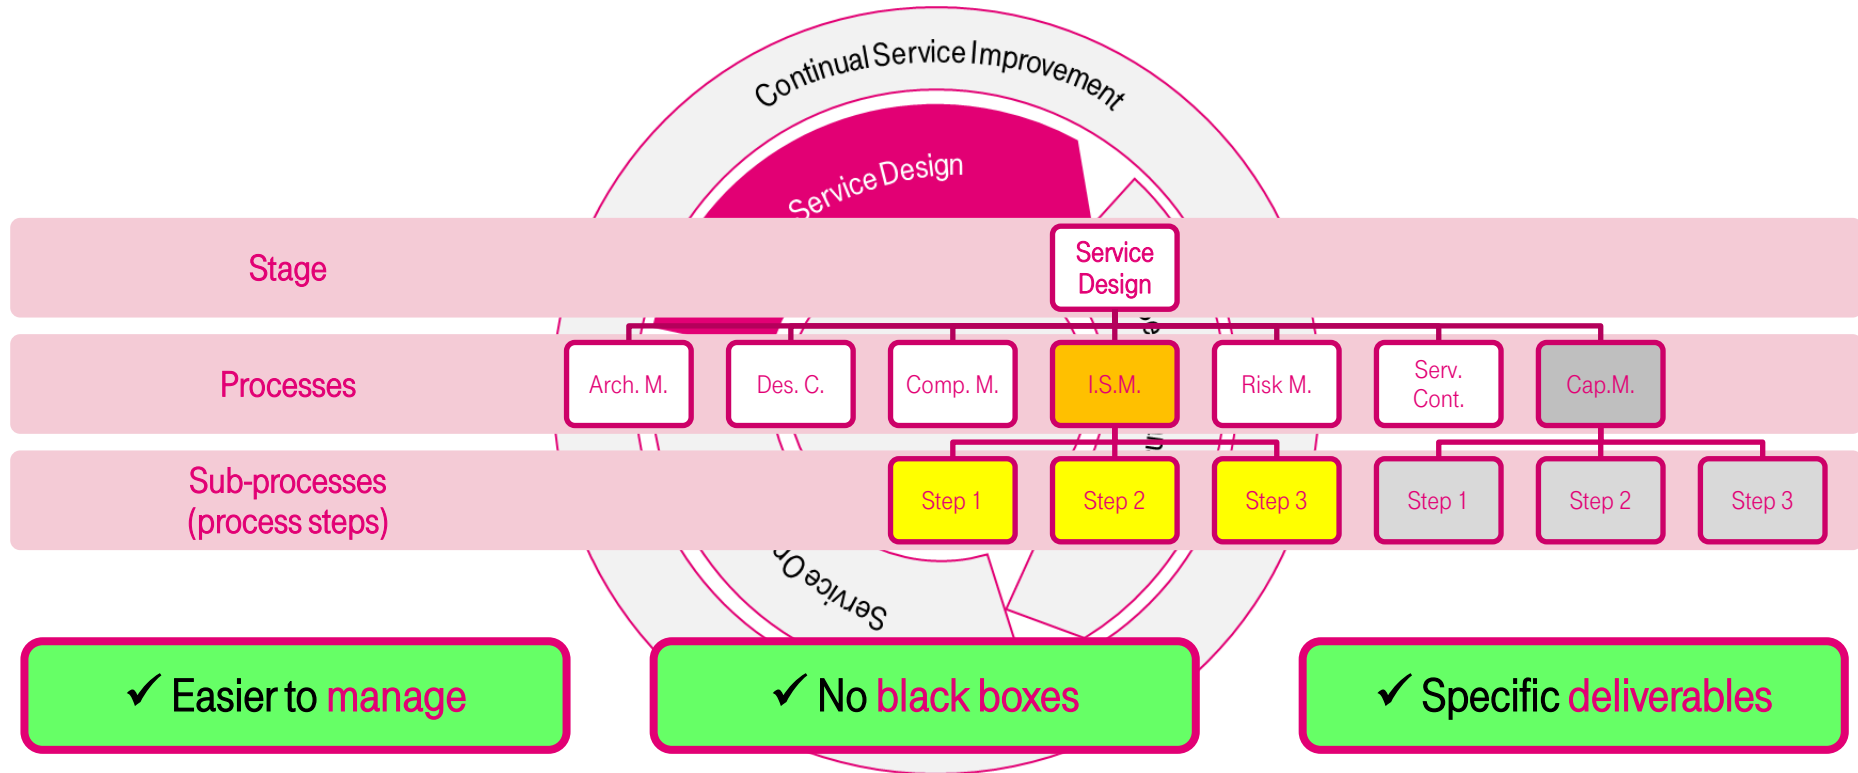 Continual Service Improvement
Service Design
Stage
Service
Design
Processes
Arch. M.
Des. C.
Comp. M.
I.S.M.
Risk M.
Serv.
Cont.
Cap.M.
Sub-processes
(process steps)
Step 1
Step 2
Step 3
Step 1
Step 2
Step 3
Service Op
✓ Easier to manage
✓ No black boxes
✓ Specific deliverables